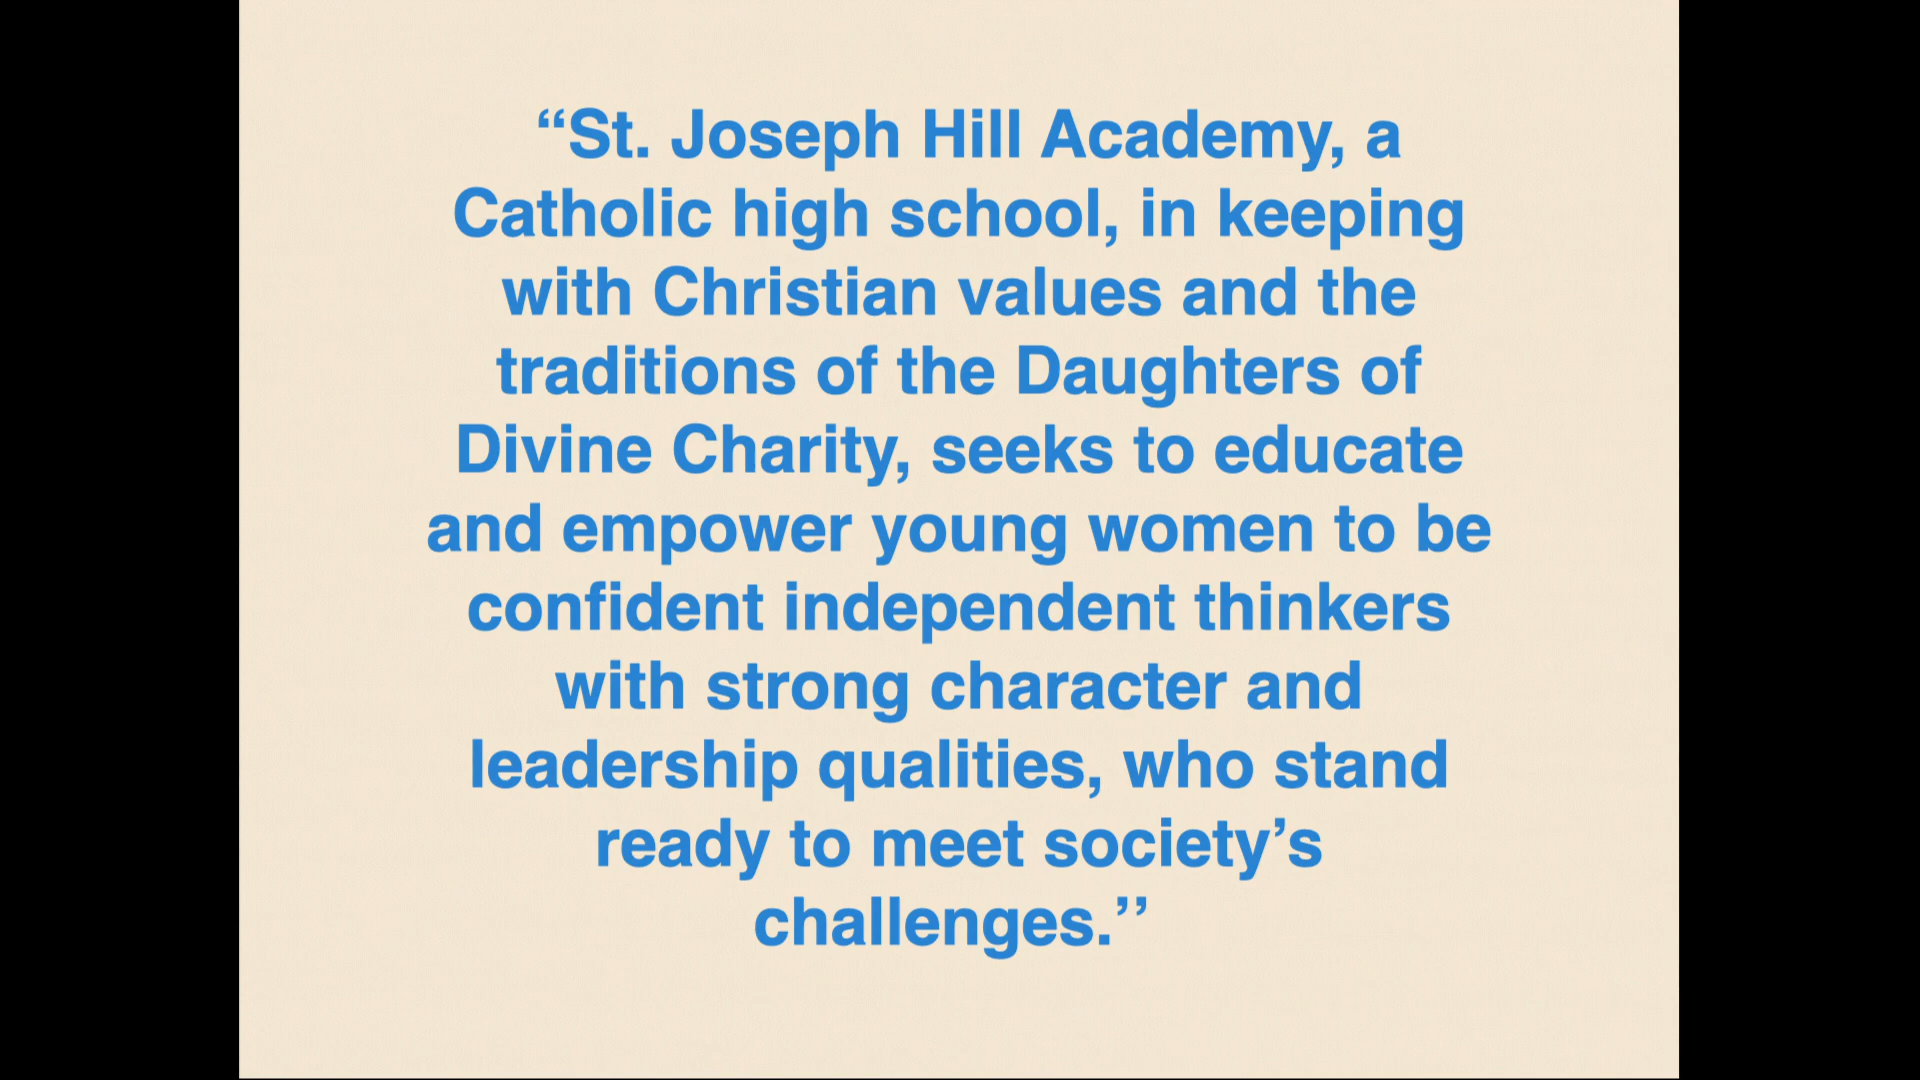 “St. Joseph Hill Academy, a
Catholic high school, in keeping
with Christian values and the
traditions of the Daughters of
Divine Charity, seeks to educate
and empower young women to be
confident independent thinkers
with strong character and
leadership qualities, who stand
ready to meet society’s
challenges.’’